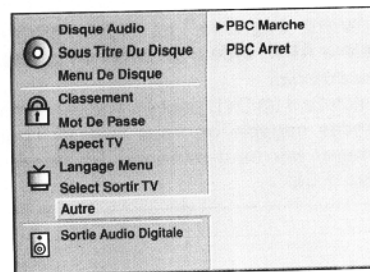 Disque Audio
Sous Titre Du Disque
Menu De Disque
Classement
Mot De Passe
Aspect TV
Langage Menu
Select Sortir TV
Autre
Sortie Audio Digitale
►PBC Marche
PBC Arret